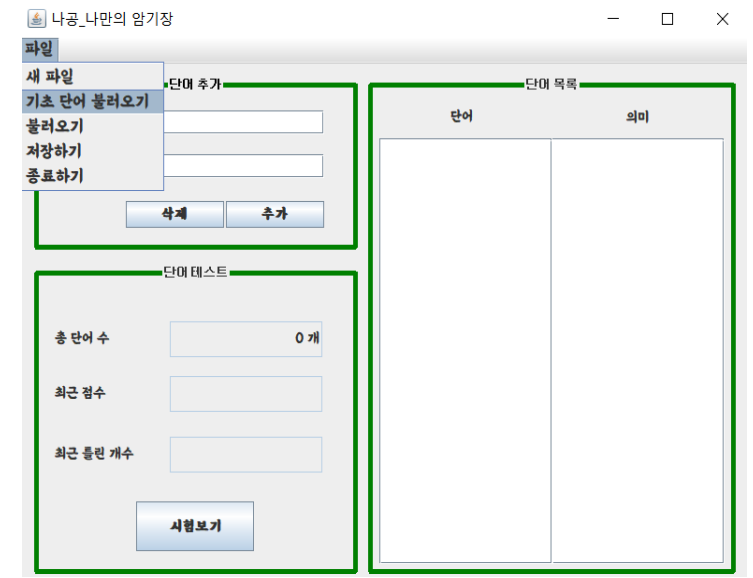 나공_나만의 암기장
파일
새 파일
기초 단어 불러오기
불러오기
저장하기
종료하기
단어 추가
삭제
추가
단어 테스트
총 단어 수
0 개
최근 점수
최근 틀린 개수
시험보기
단어 목록
단어
의미